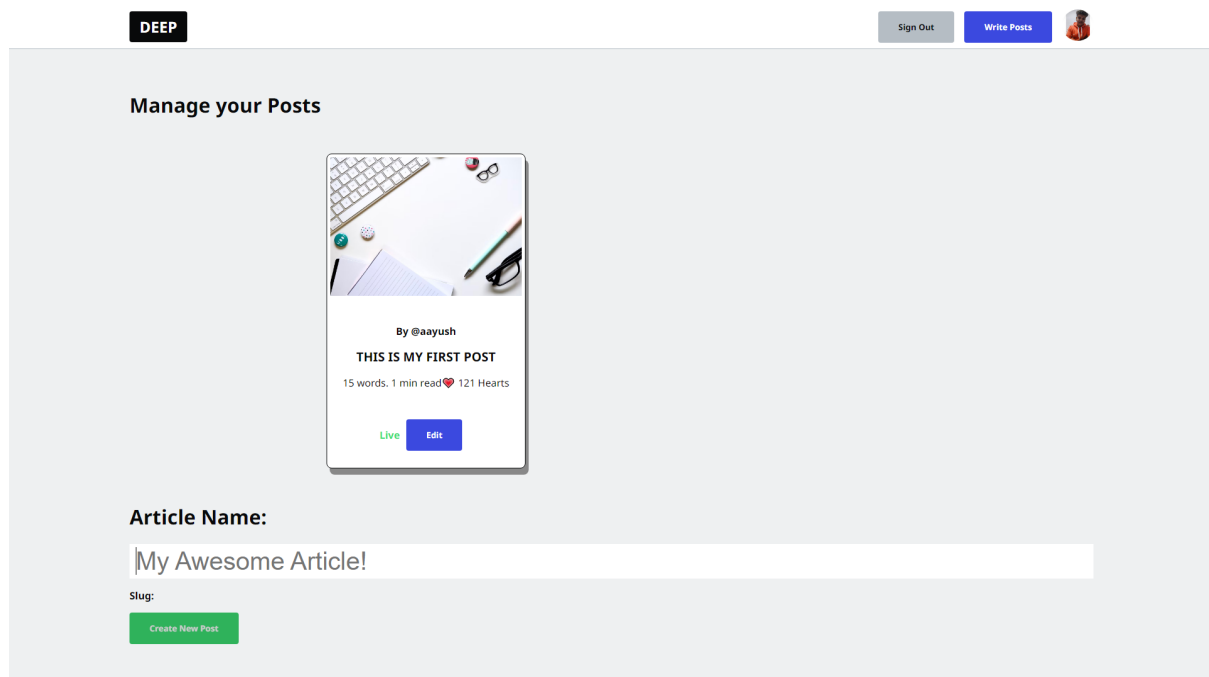 DEEP
Sign Out
Write Posts
Manage your Posts
By @aayush
THIS IS MY FIRST POST
15 words. 1 min read💗 121 Hearts
Live
Edit
Article Name:
My Awesome Article!
Slug:
Create New Post